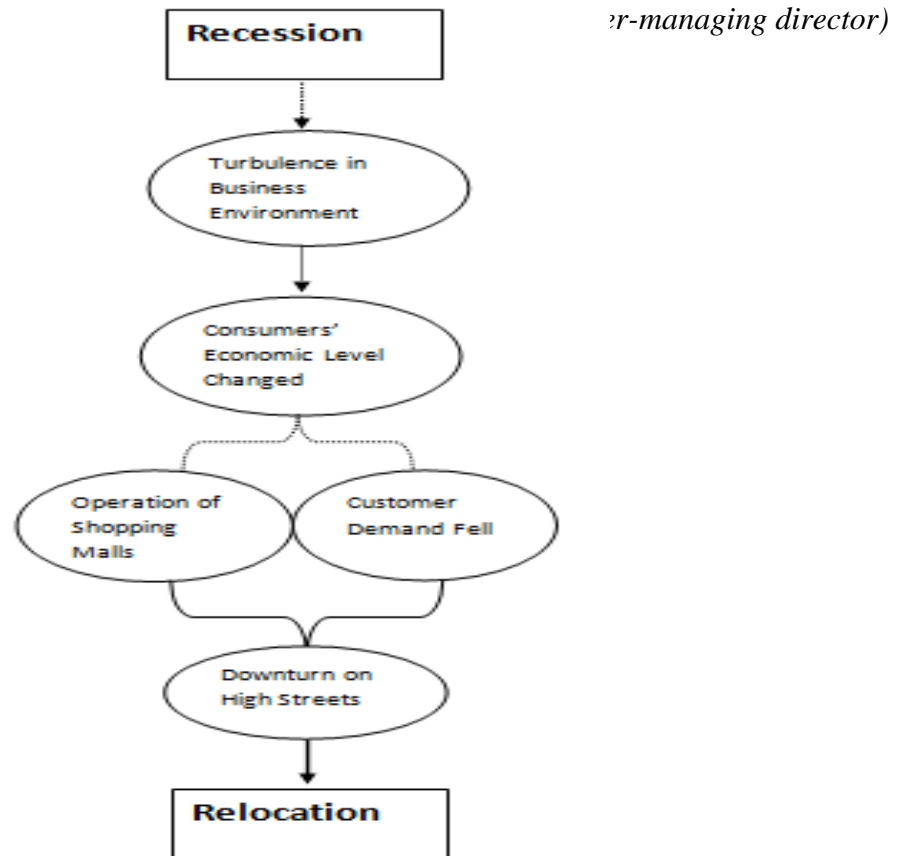 Recession
er-managing director)
Turbulence in
Business
Environment
Consumers’
Economic Level
Changed
Operation of
Shopping
Malls
Customer
Demand Fell
Downturn on
High Streets
Relocation